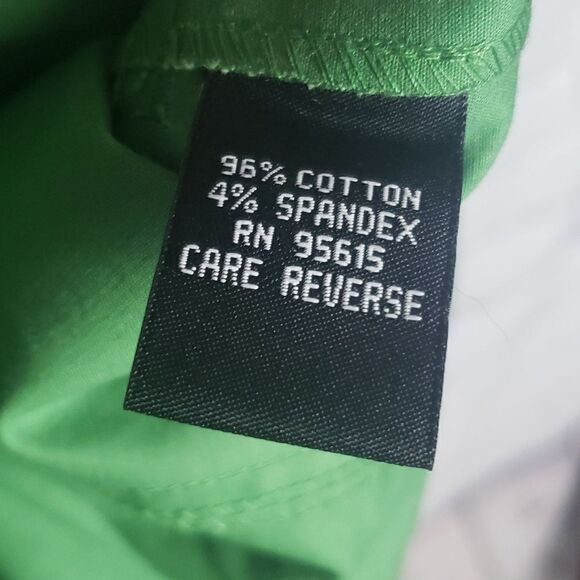 96% COTTON
4% SPANDEX
RN 95615
CARE REVERSE